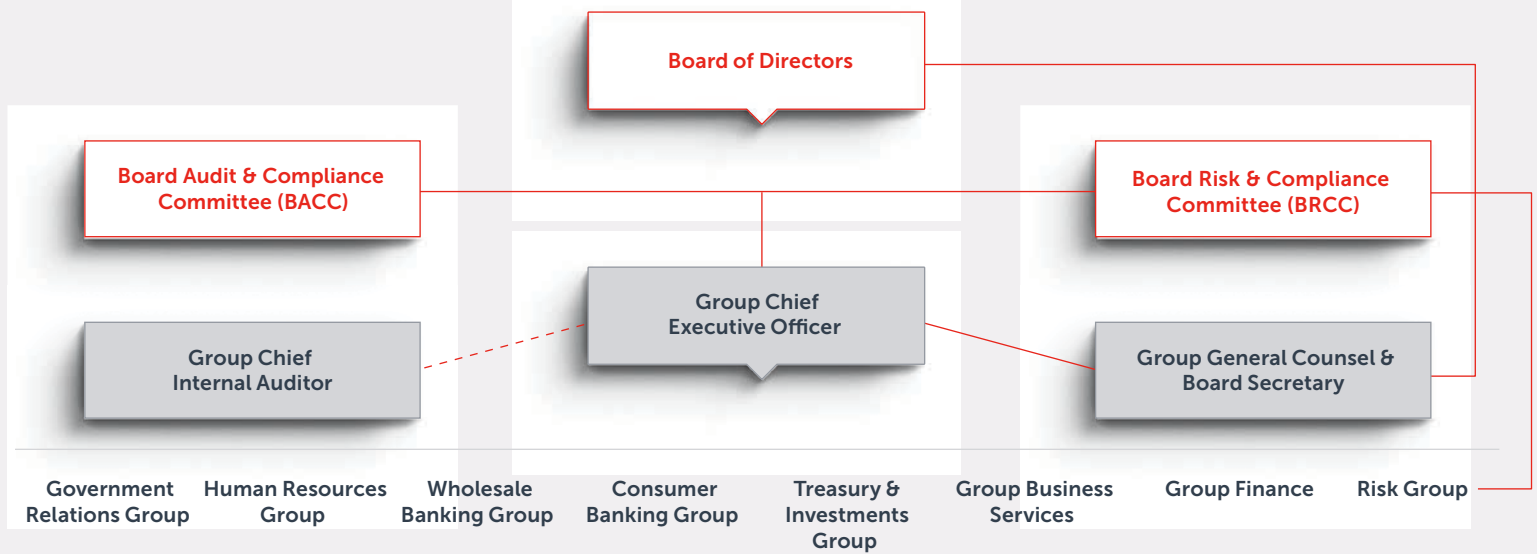 Board of Directors
Board Audit & Compliance
Committee (BACC)
Board Risk & Compliance
Committee (BRCC)
Group Chief
Executive Officer
Group Chief
Internal Auditor
Group General Counsel &
Board Secretary
Government
Relations Group
Human Resources
Group
Wholesale
Banking Group
Consumer
Banking Group
Treasury &
Investments
Group
Group Business
Services
Group Finance
Risk Group